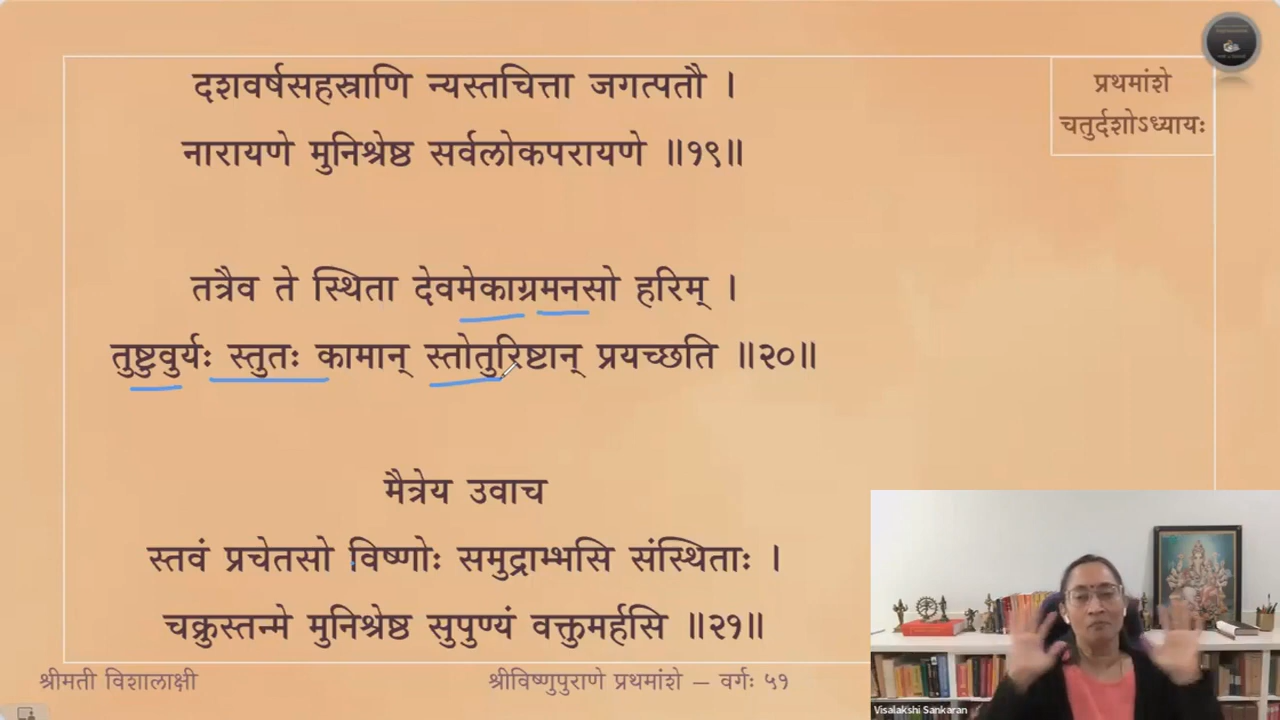 दशवर्षसहस्राणि न्यस्तचित्ता जगत्पतौ ।
नारायणे मुनिश्रेष्ठ सर्वलोकपरायणे ॥१९॥
प्रथमांशे
चतुर्दशोऽध्यायः
तत्रैव ते स्थिता देवमेकाग्रमनसो हरिम् ।
तुष्टुवुर्यः स्तुतः कामान् स्तोतुरिष्टान् प्रयच्छति ॥२०॥
मैत्रेय उवाच
स्तवं प्रचेतसो विष्णोः समुद्राम्भसि संस्थिताः ।
चक्रुस्तन्मे मुनिश्रेष्ठ सुपुण्यं वक्तुमर्हसि ॥२१॥
श्रीमती विशालाक्षी
श्रीविष्णुपुराणे प्रथमांशे – वर्गः ५१
Visalakshi Sankaran